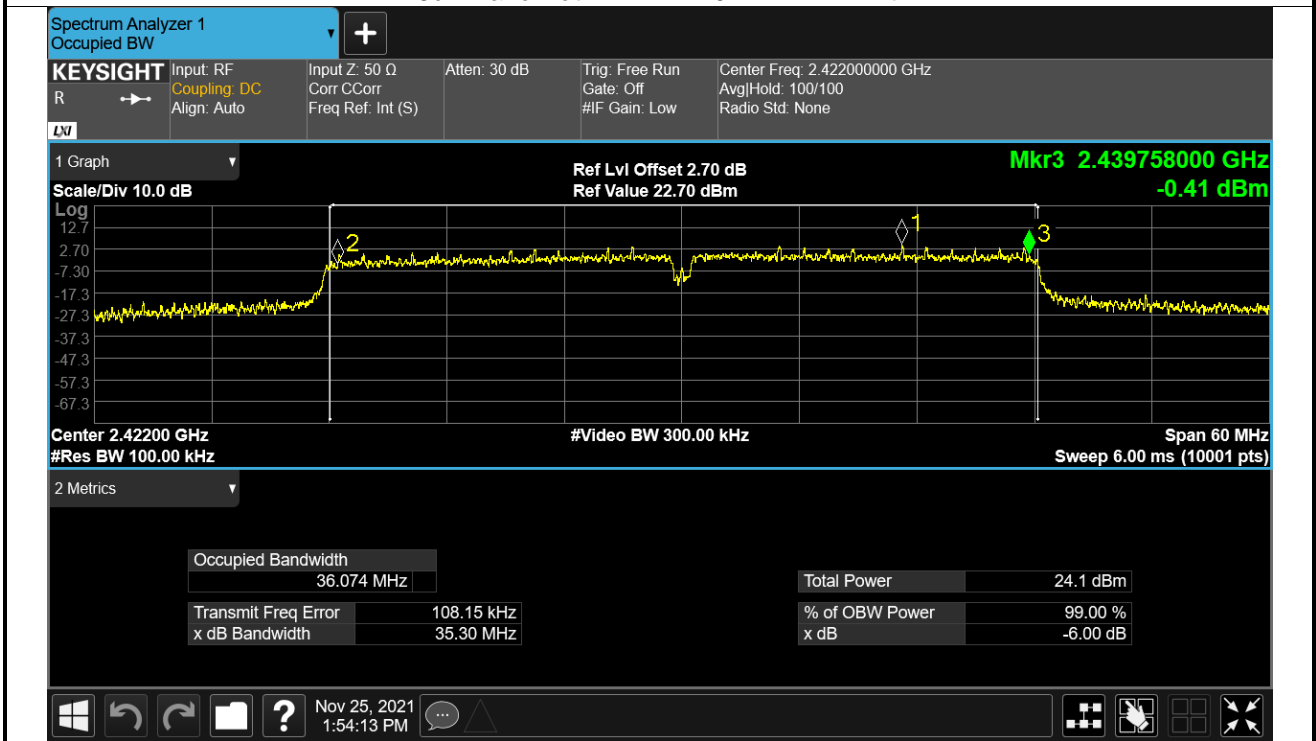 Spectrum Analyzer 1
Occupied BW
+
KEYSIGHT
R
LXI
Input: RF
Coupling: DC
Align: Auto
Input Z: 50 Ω
Corr CCorr
Freq Ref: Int (S)
Atten: 30 dB
Trig: Free Run
Gate: Off
#IF Gain: Low
Center Freq: 2.422000000 GHz
Avg|Hold: 100/100
Radio Std: None
1 Graph
Scale/Div 10.0 dB
Ref Lvl Offset 2.70 dB
Ref Value 22.70 dBm
Mkr3 2.439758000 GHz
-0.41 dBm
Log
12.7
2.70
-7.30
-17.3
-27.3
-37.3
-47.3
-57.3
-67.3
2
1
3
Center 2.42200 GHz
#Res BW 100.00 kHz
#Video BW 300.00 kHz
Span 60 MHz
Sweep 6.00 ms (10001 pts)
2 Metrics
Occupied Bandwidth
36.074 MHz
Transmit Freq Error 108.15 kHz
x dB Bandwidth 35.30 MHz
Total Power 24.1 dBm
% of OBW Power 99.00 %
x dB -6.00 dB
?
Nov 25, 2021
1:54:13 PM